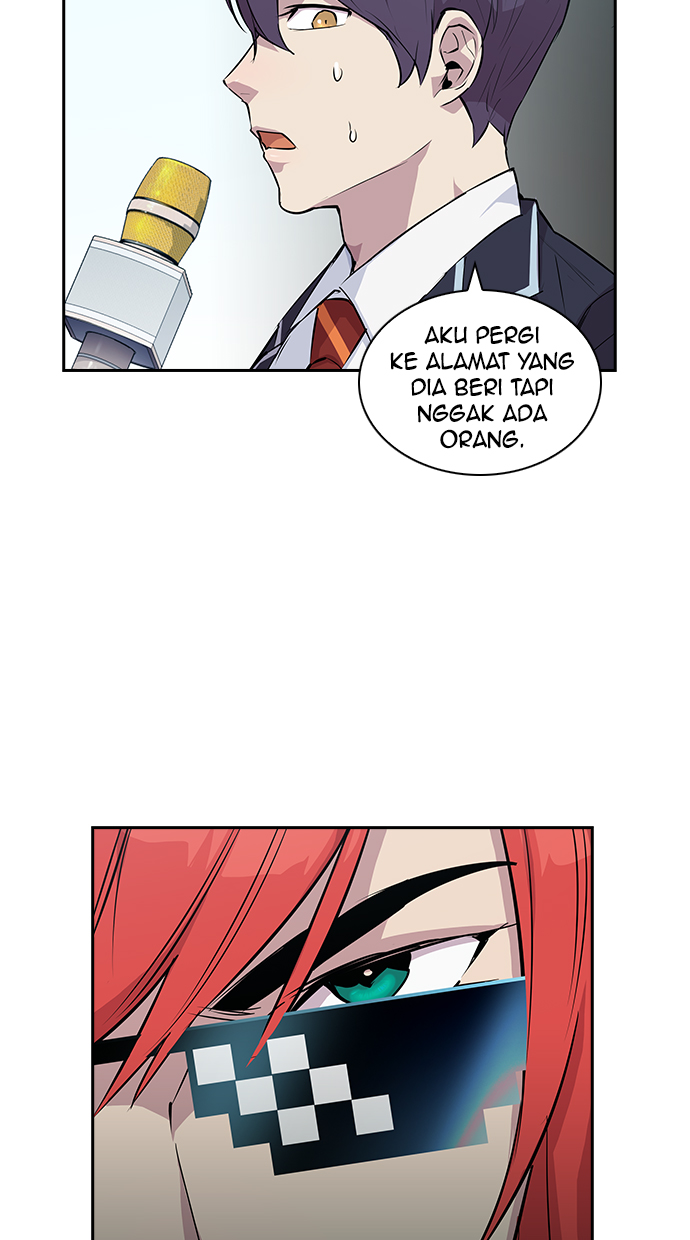 AKU PERGI
KE ALAMAT YANG
DIA BERI TAPI
NGGAK ADA
ORANG.